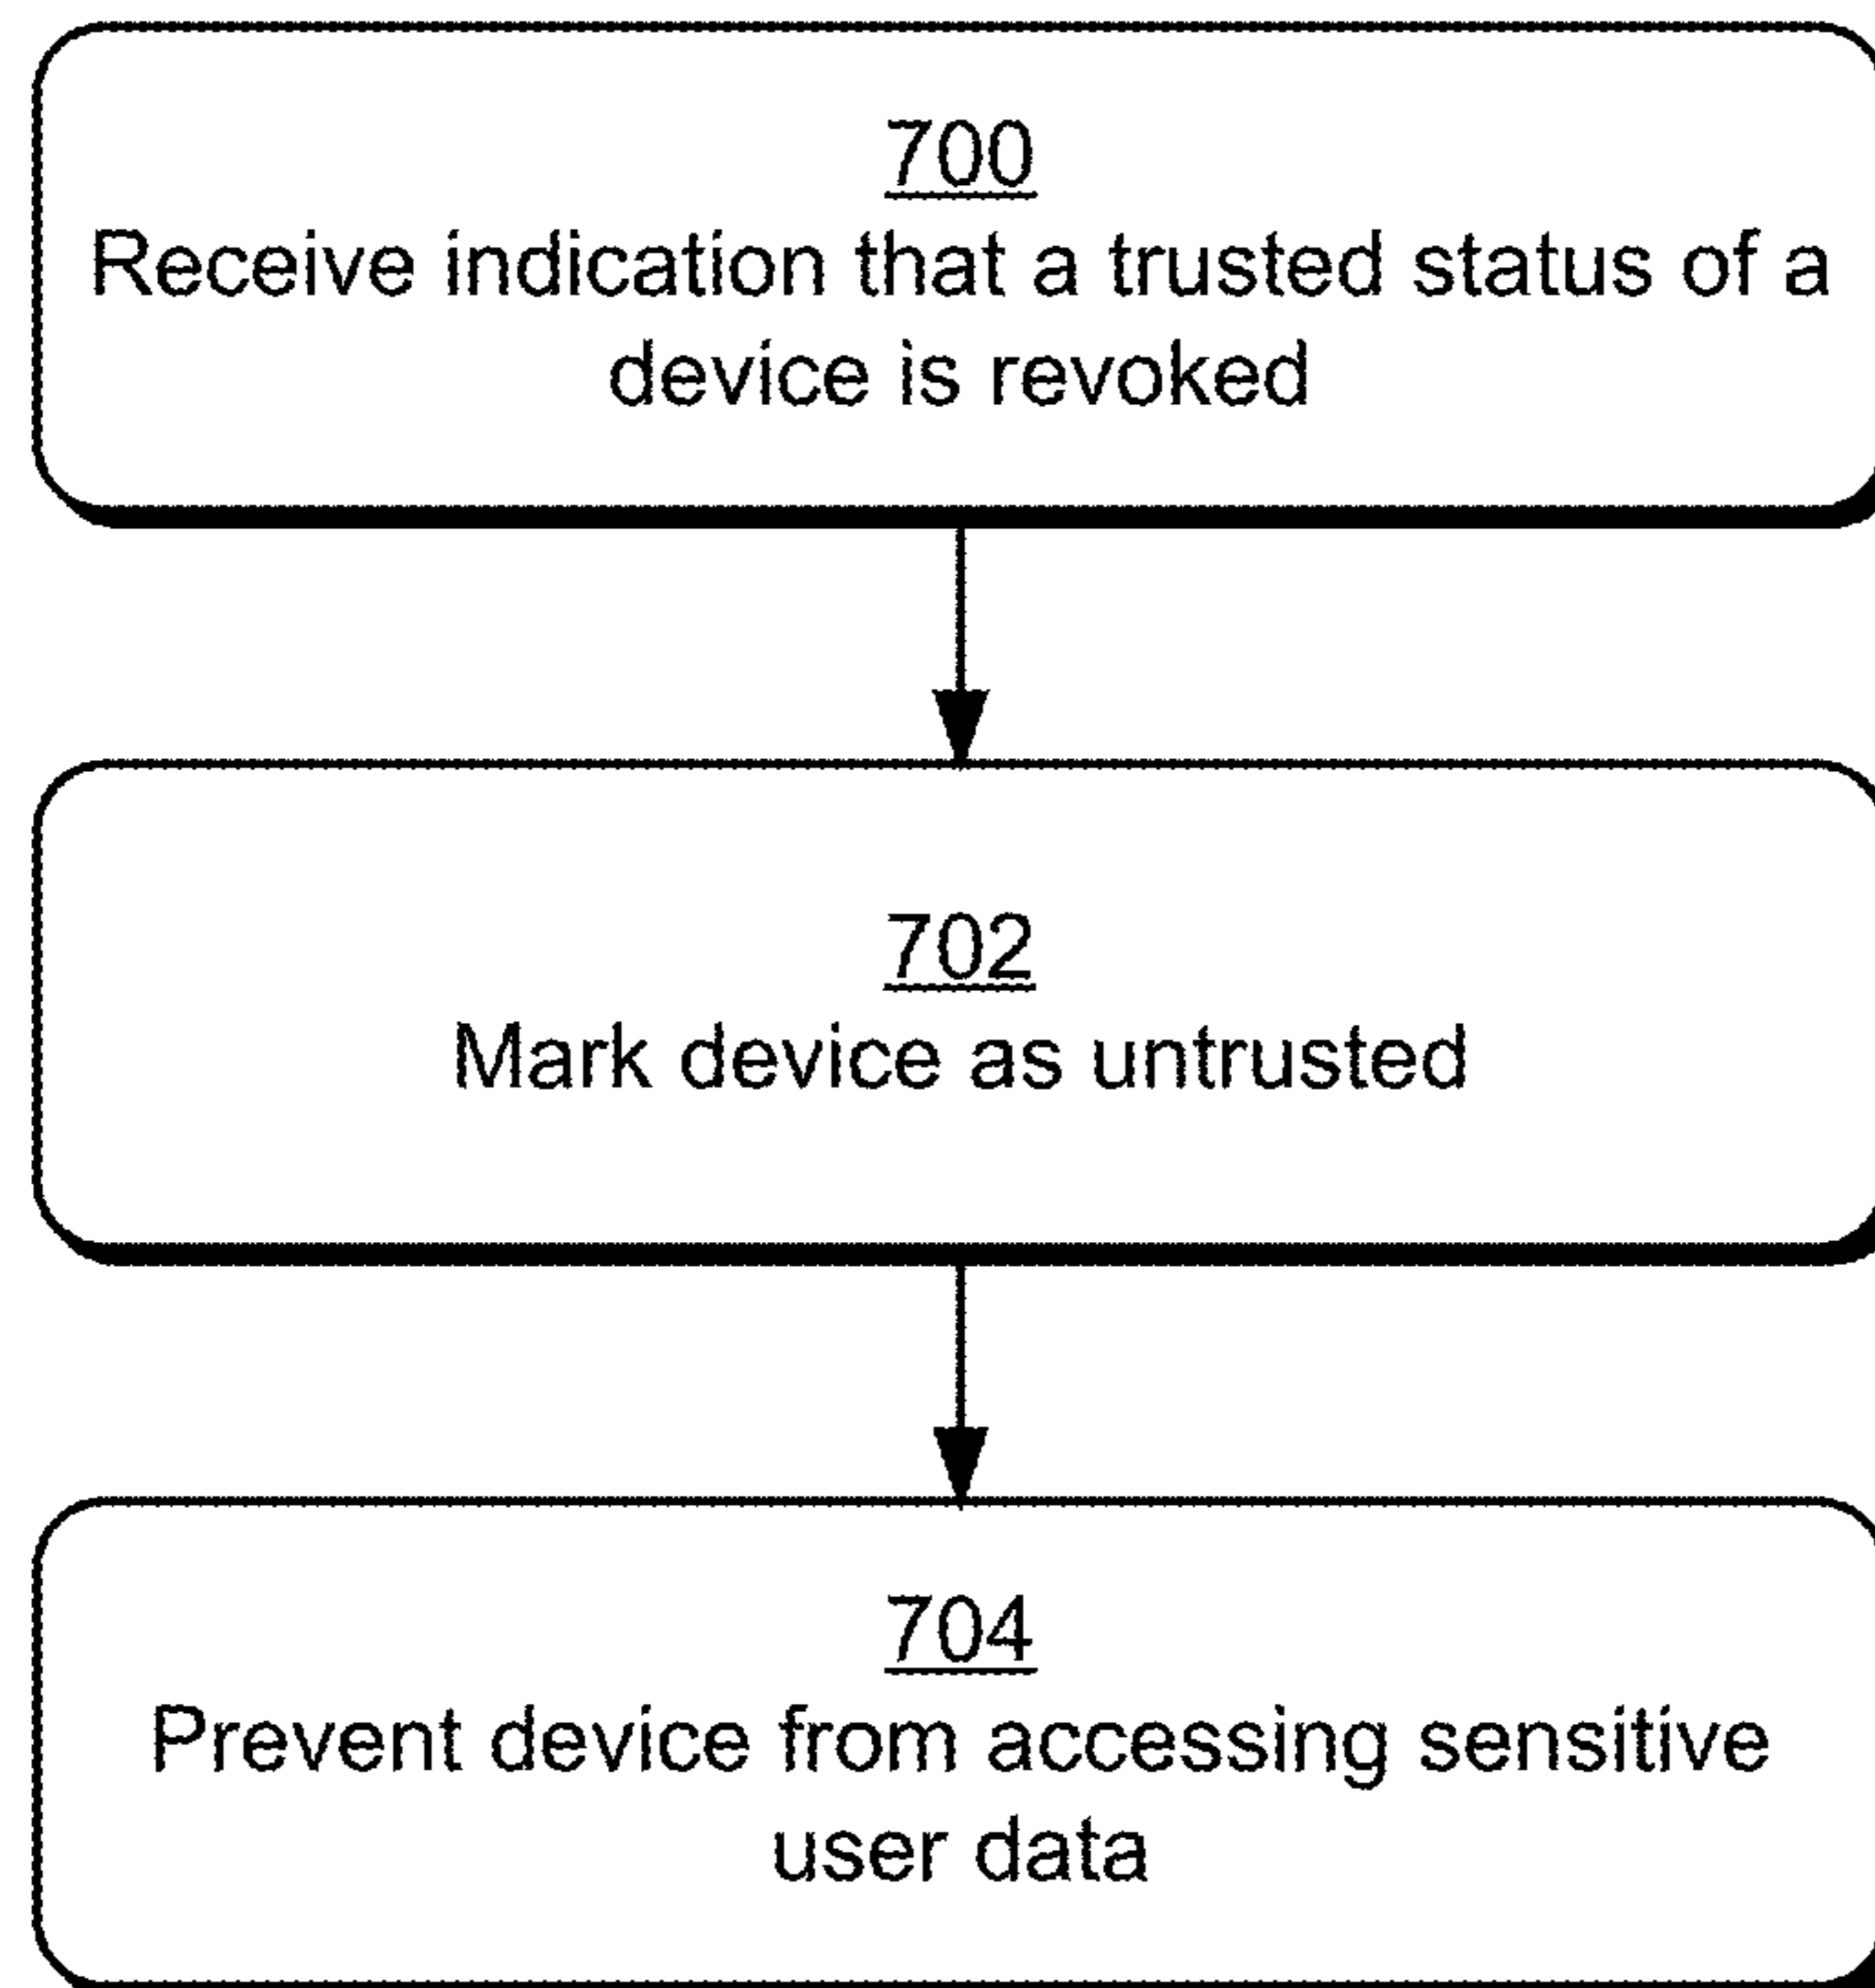 700
Receive indication that a trusted status of a
device is revoked
702
Mark device as untrusted
704
Prevent device from accessing sensitive
user data